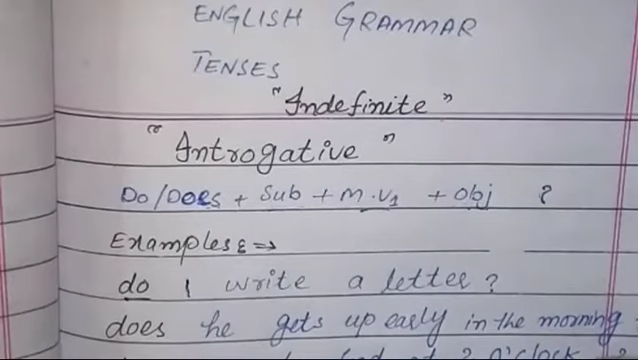 ENGLISH GRAMMAR
TENSES
"Indefinite"
"Introgative"
Do/Does + Sub + m.v1 + obj ?
Examples :⇒
do I write a letter?
does he gets up early in the morning
o'clock ?